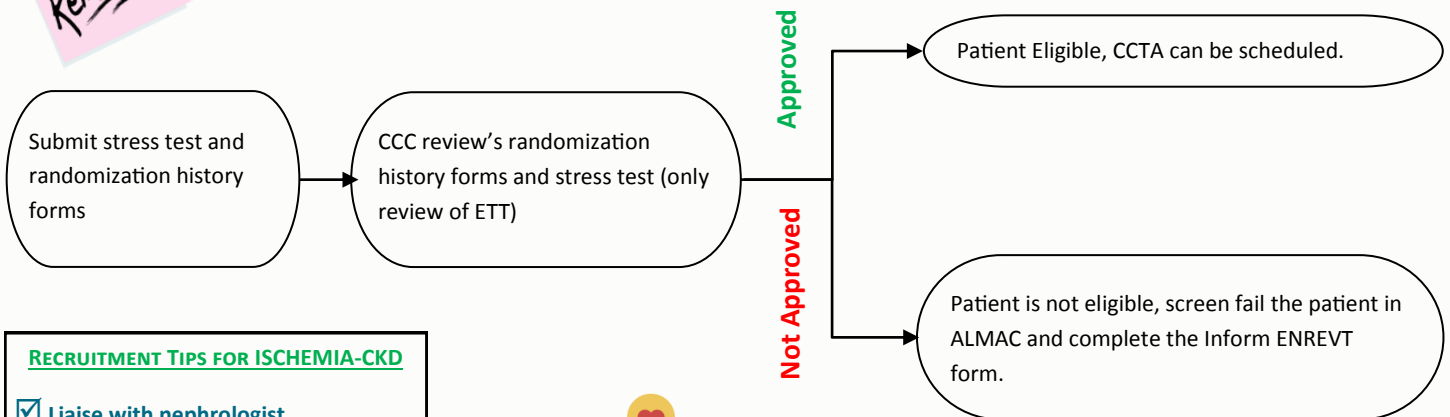 Approved
Patient Eligible, CCTA can be scheduled.
Submit stress test and
randomization history
forms
CCC review's randomization
history forms and stress test (only
review of ETT)
Not Approved
Patient is not eligible, screen fail the patient in
ALMAC and complete the Inform ENREVT
form.
RECRUITMENT TIPS FOR ISCHEMIA-CKD
Liaise with nephrologist